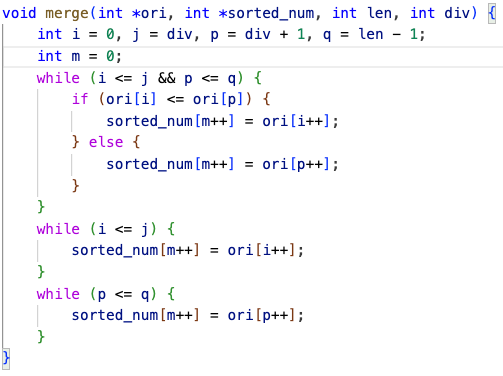 void merge(int *ori, int *sorted_num, int len, int div) {
    int i = 0, j = div, p = div + 1, q = len - 1;
    int m = 0;
    while (i <= j && p <= q) {
        if (ori[i] <= ori[p]) {
            sorted_num[m++] = ori[i++];
        } else {
            sorted_num[m++] = ori[p++];
        }
    }
    while (i <= j) {
        sorted_num[m++] = ori[i++];
    }
    while (p <= q) {
        sorted_num[m++] = ori[p++];
    }
}